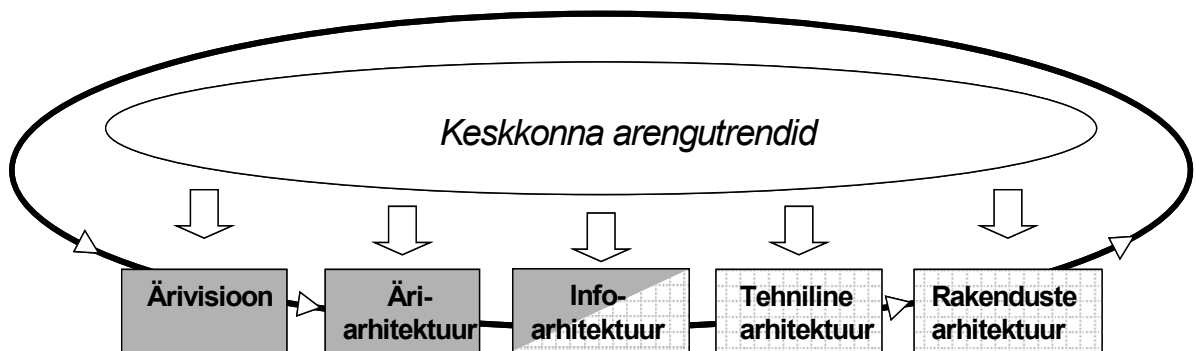 Keskkonna arengutrendid
Ärivisioon
Äri-
arhitektuur
Info-
arhitektuur
Tehniline
arhitektuur
Rakenduste
arhitektuur